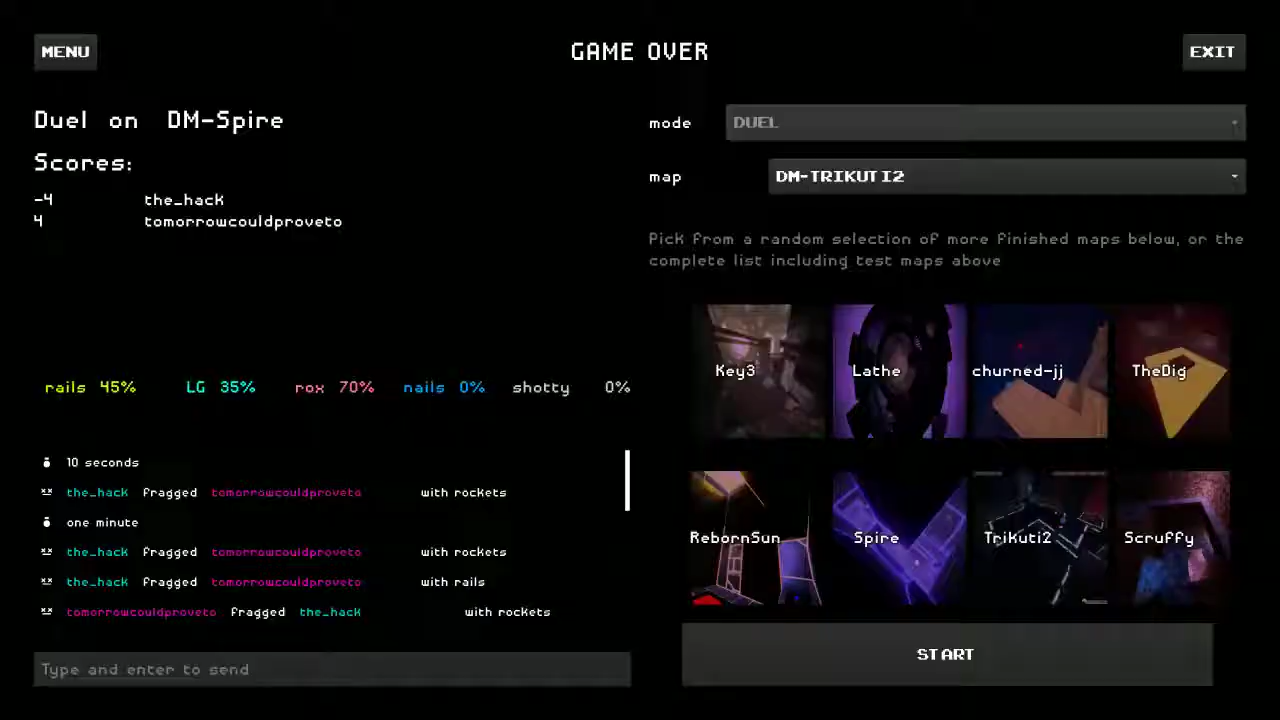 MENU
GAME OVER
EXIT
Duel on DM-Spire
Scores:
-4 the_hack
4 tomorrowcouldproveto
rails 45% LG 35% rox 70% nails 0% shotty 0%
10 seconds
the_hack fragged tomorrowcouldproveto with rockets
one minute
the_hack fragged tomorrowcouldproveto with rockets
the_hack fragged tomorrowcouldproveto with rails
tomorrowcouldproveto fragged the_hack with rockets
Type and enter to send
mode DUEL
map DM-TRIKUTI2
Pick from a random selection of more finished maps below, or the
complete list including test maps above
Key3 Lathe churned-jj TheDig
RebornSun Spire Trikuti2 Scruffy
START